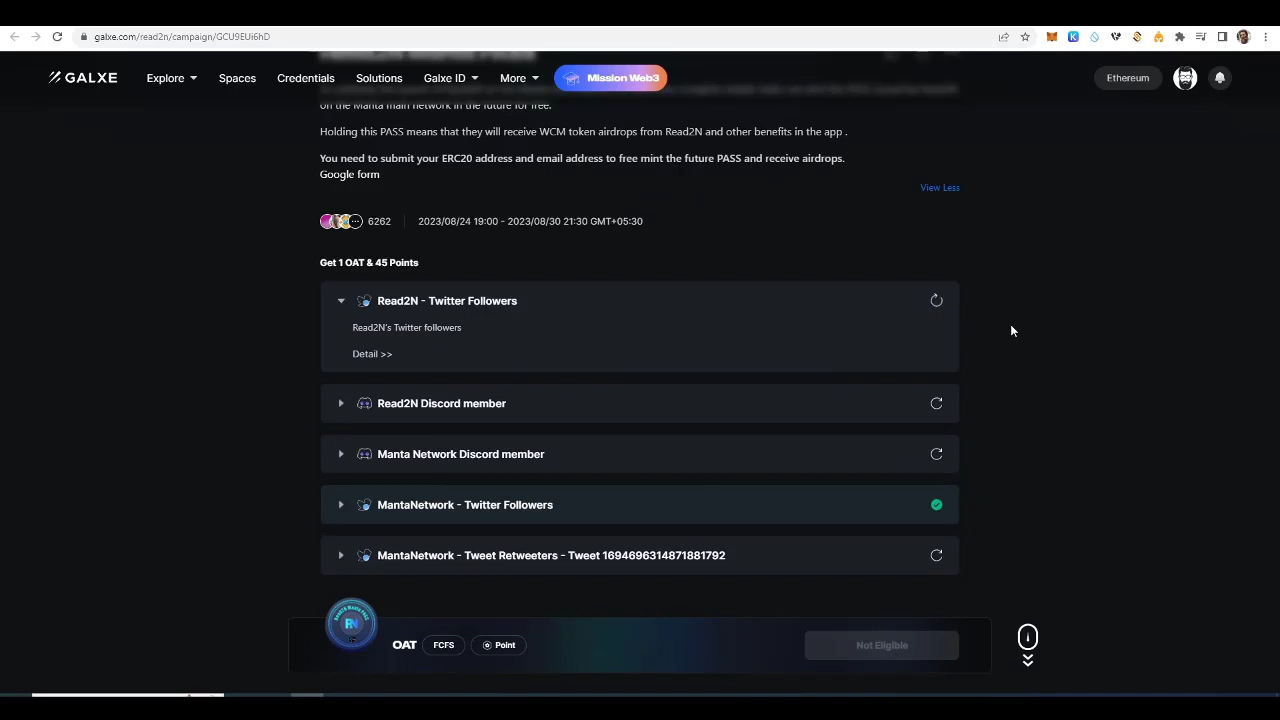 galxe.com/read2n/campaign/GCU9EUi6hD
GALXE
Explore
Spaces
Credentials
Solutions
Galxe ID
More
Mission Web3
Ethereum
on the Manta main network in the future for free.
Holding this PASS means that they will receive WCM token airdrops from Read2N and other benefits in the app .
You need to submit your ERC20 address and email address to free mint the future PASS and receive airdrops.
Google form
View Less
6262
2023/08/24 19:00 - 2023/08/30 21:30 GMT+05:30
Get 1 OAT & 45 Points
Read2N - Twitter Followers
Read2N's Twitter followers
Detail >>
Read2N Discord member
Manta Network Discord member
MantaNetwork - Twitter Followers
MantaNetwork - Tweet Retweeters - Tweet 1694696314871881792
OAT
FCFS
Point
Not Eligible